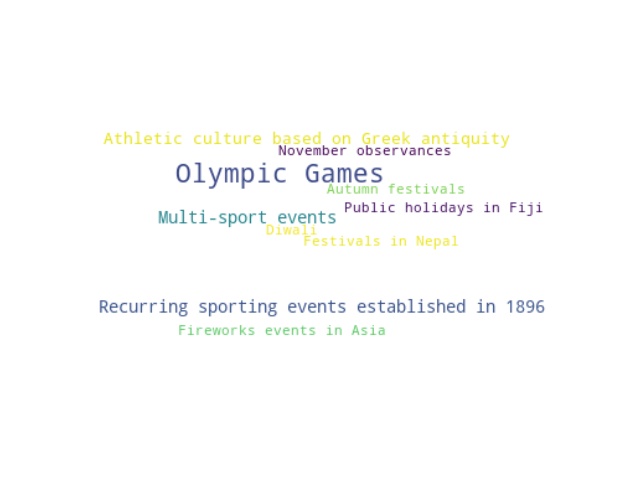 Athletic culture based on Greek antiquity
November observances
Olympic Games
Autumn festivals
Public holidays in Fiji
Multi-sport events
Diwali
Festivals in Nepal
Recurring sporting events established in 1896
Fireworks events in Asia